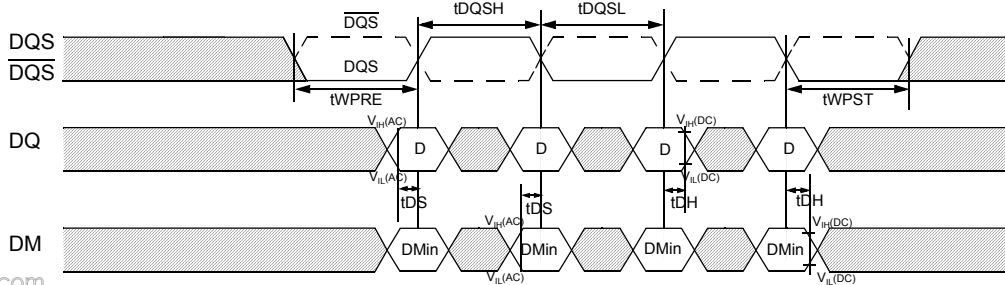 DQS tDQSH tDQSL
DQS
DQS DQS
tWPRE tWPST
VIH(AC) VIH(DC)
DQ D D D D
VIL(AC) VIL(DC)
tDS tDS tDH tDH
VIH(AC) VIH(DC)
DM DMin DMin DMin DMin
VIL(AC) VIL(DC)
.com